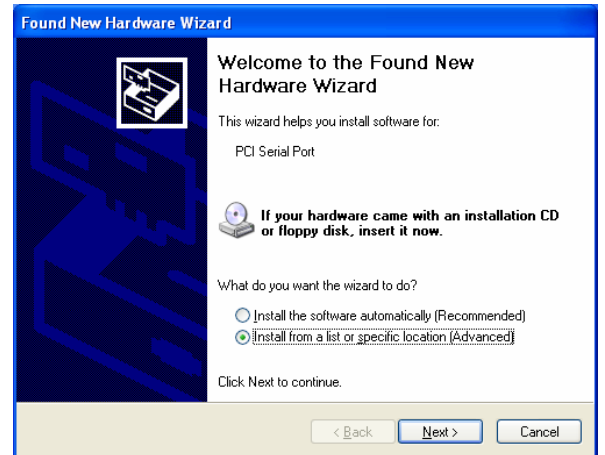 Found New Hardware Wizard
Welcome to the Found New
Hardware Wizard
This wizard helps you install software for:
PCI Serial Port
If your hardware came with an installation CD
or floppy disk, insert it now.
What do you want the wizard to do?
Install the software automatically (Recommended)
Install from a list or specific location (Advanced)
Click Next to continue.
< Back Next > Cancel